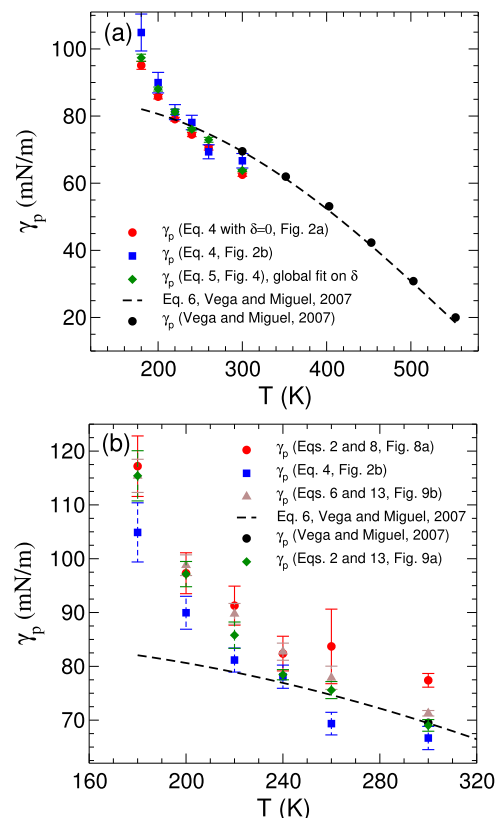 (a)
100
80
60
40
20
γp (mN/m)
γp (Eq. 4 with δ=0, Fig. 2a)
γp (Eq. 4, Fig. 2b)
γp (Eq. 5, Fig. 4), global fit on δ
Eq. 6, Vega and Miguel, 2007
γp (Vega and Miguel, 2007)
200 300 400 500
T (K)
(b)
120
110
100
90
80
70
γp (mN/m)
γp (Eqs. 2 and 8, Fig. 8a)
γp (Eq. 4, Fig. 2b)
γp (Eqs. 6 and 13, Fig. 9b)
Eq. 6, Vega and Miguel, 2007
γp (Vega and Miguel, 2007)
γp (Eqs. 2 and 13, Fig. 9a)
160 200 240 280 320
T (K)